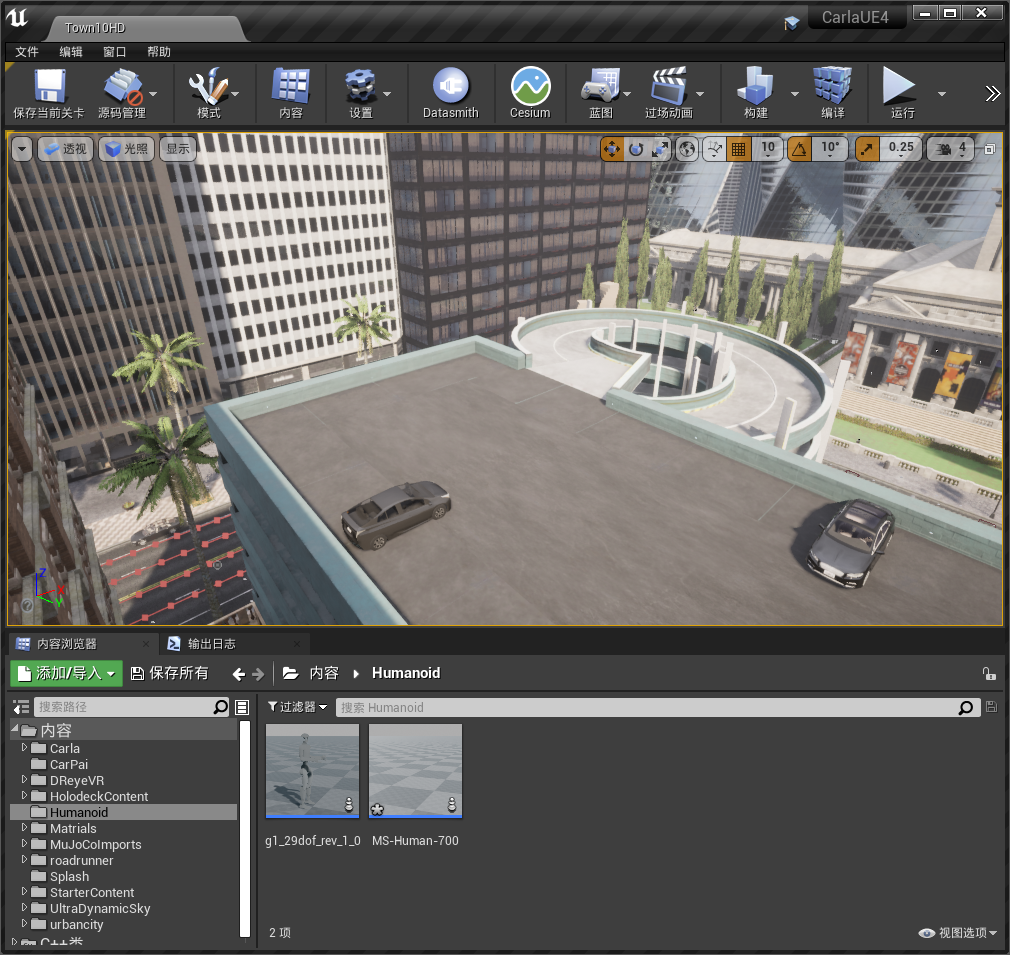 Town10HD
CarlaUE4
文件 编辑 窗口 帮助
保存当前关卡 源码管理 模式 内容 设置 Datasmith Cesium 蓝图 过场动画 构建 编译 运行
透视 光照 显示 10 10° 0.25 4
Z
X
Y
内容浏览器 输出日志
添加/导入 保存所有 内容 Humanoid
搜索路径 过滤器 搜索 Humanoid
内容
Carla
CarPai
DReyeVR
HolodeckContent
Humanoid
Matrials
MuJoCoImports
roadrunner
Splash
StarterContent
UltraDynamicSky
urbancity
C++类
g1_29dof_rev_1_0 MS-Human-700
2 项 视图选项